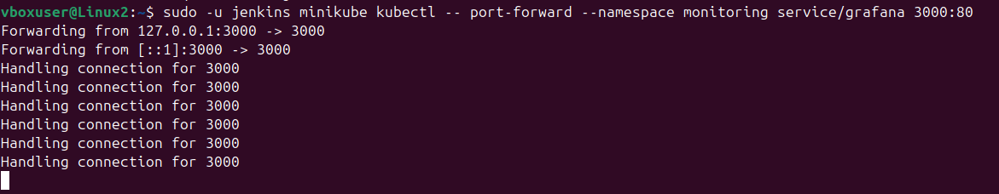 vboxuser@Linux2:~$ sudo -u jenkins minikube kubectl -- port-forward --namespace monitoring service/grafana 3000:80
Forwarding from 127.0.0.1:3000 -> 3000
Forwarding from [::1]:3000 -> 3000
Handling connection for 3000
Handling connection for 3000
Handling connection for 3000
Handling connection for 3000
Handling connection for 3000
Handling connection for 3000